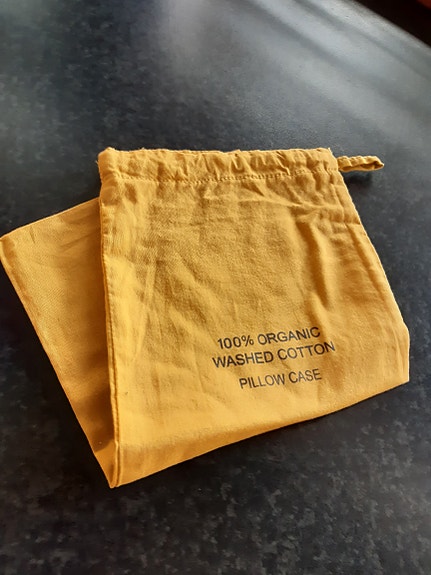 100% ORGANIC
WASHED COTTON
PILLOW CASE